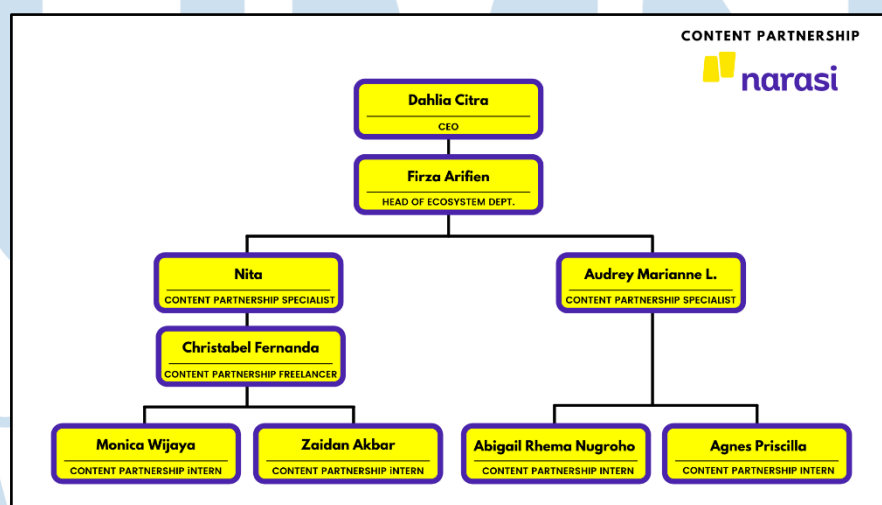 CONTENT PARTNERSHIP
narasi
Dahlia Citra
CEO
Firza Arifien
HEAD OF ECOSYSTEM DEPT.
Nita
CONTENT PARTNERSHIP SPECIALIST
Audrey Marianne L.
CONTENT PARTNERSHIP SPECIALIST
Christabel Fernanda
CONTENT PARTNERSHIP FREELANCER
Monica Wijaya
CONTENT PARTNERSHIP iNTERN
Zaidan Akbar
CONTENT PARTNERSHIP iNTERN
Abigail Rhema Nugroho
CONTENT PARTNERSHIP INTERN
Agnes Priscilla
CONTENT PARTNERSHIP INTERN